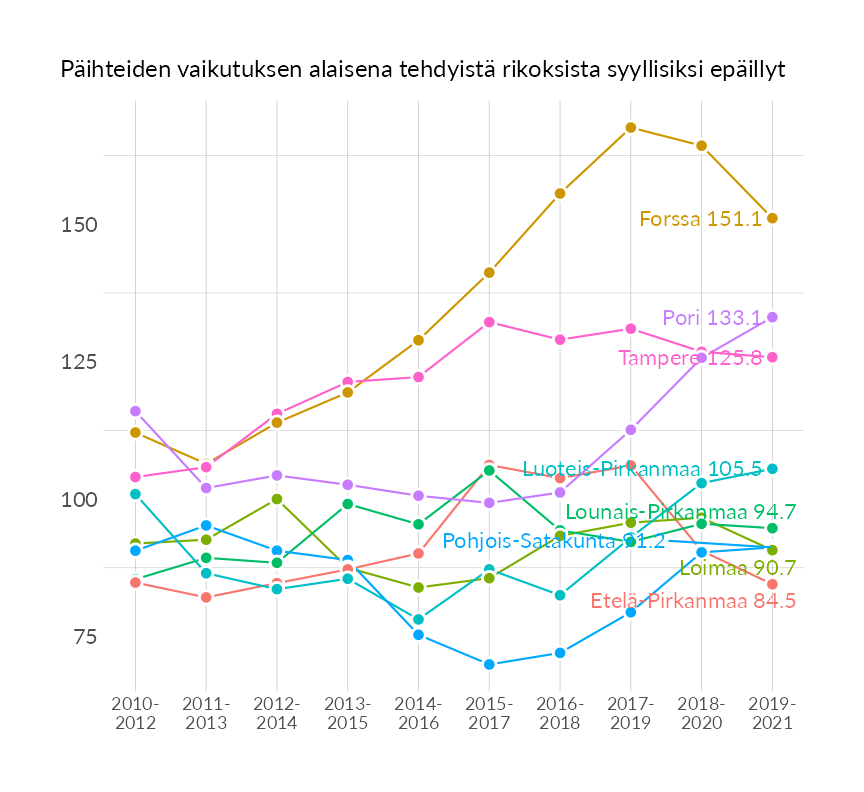 Päihteiden vaikutuksen alaisena tehdyistä rikoksista syyllisiksi epäillyt
150
125
100
75
Forssa 151.1
Pori 133.1
Tampere 125.8
Luoteis-Pirkanmaa 105.5
Lounais-Pirkanmaa 94.7
Pohjois-Satakunta 91.2
Loimaa 90.7
Etelä-Pirkanmaa 84.5
2010-
2012
2011-
2013
2012-
2014
2013-
2015
2014-
2016
2015-
2017
2016-
2018
2017-
2019
2018-
2020
2019-
2021